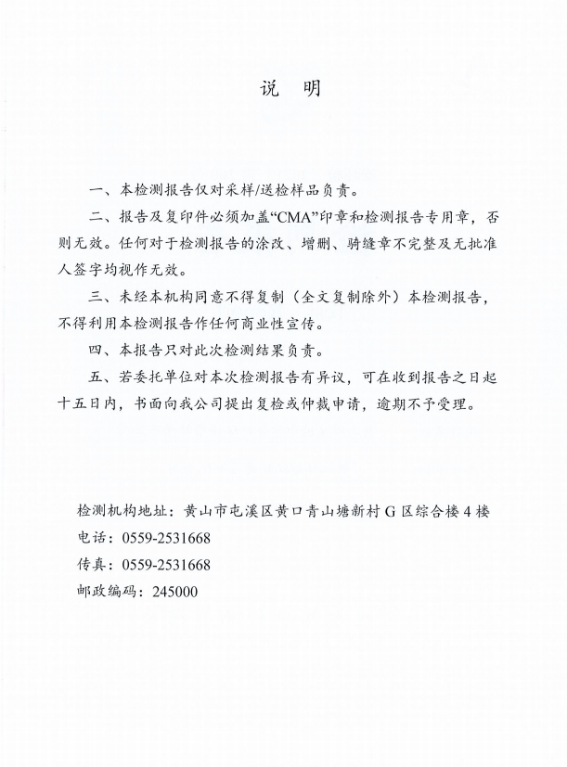 说 明
一、本检测报告仅对采样/送检样品负责。
二、报告及复印件必须加盖“CMA”印章和检测报告专用章，否
则无效。任何对于检测报告的涂改、增删、骑缝章不完整及无批准
人签字均视作无效。
三、未经本机构同意不得复制（全文复制除外）本检测报告，
不得利用本检测报告作任何商业性宣传。
四、本报告只对此次检测结果负责。
五、若委托单位对本次检测报告有异议，可在收到报告之日起
十五日内，书面向我公司提出复检或仲裁申请，逾期不予受理。
检测机构地址：黄山市屯溪区黄口青山塘新村 G 区综合楼 4 楼
电话：0559-2531668
传真：0559-2531668
邮政编码：245000